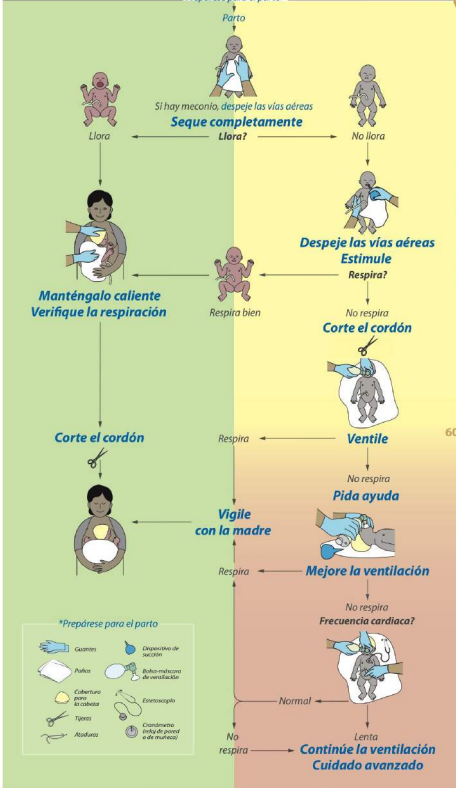 Parto
Si hay meconio, despeje las vías aéreas
Seque completamente
Llora
Llora?
No llora
Despeje las vías aéreas
Estimule
Respira?
Manténgalo caliente
Verifique la respiración
Respira bien
No respira
Corte el cordón
60
Corte el cordón
Respira
Ventile
No respira
Pida ayuda
Vigile
con la madre
Respira
Mejore la ventilación
No respira
Frecuencia cardiaca?
*Prepárese para el parto
Guantes
Dispositivo de
succión
Paños
Bolsa-máscara
de ventilación
Cobertura
para
la cabeza
Estetoscopio
Tijeras
Cronómetro
(reloj de pared
o de muñeca)
Ataduras
Normal
No
respira
Lenta
Continúe la ventilación
Cuidado avanzado